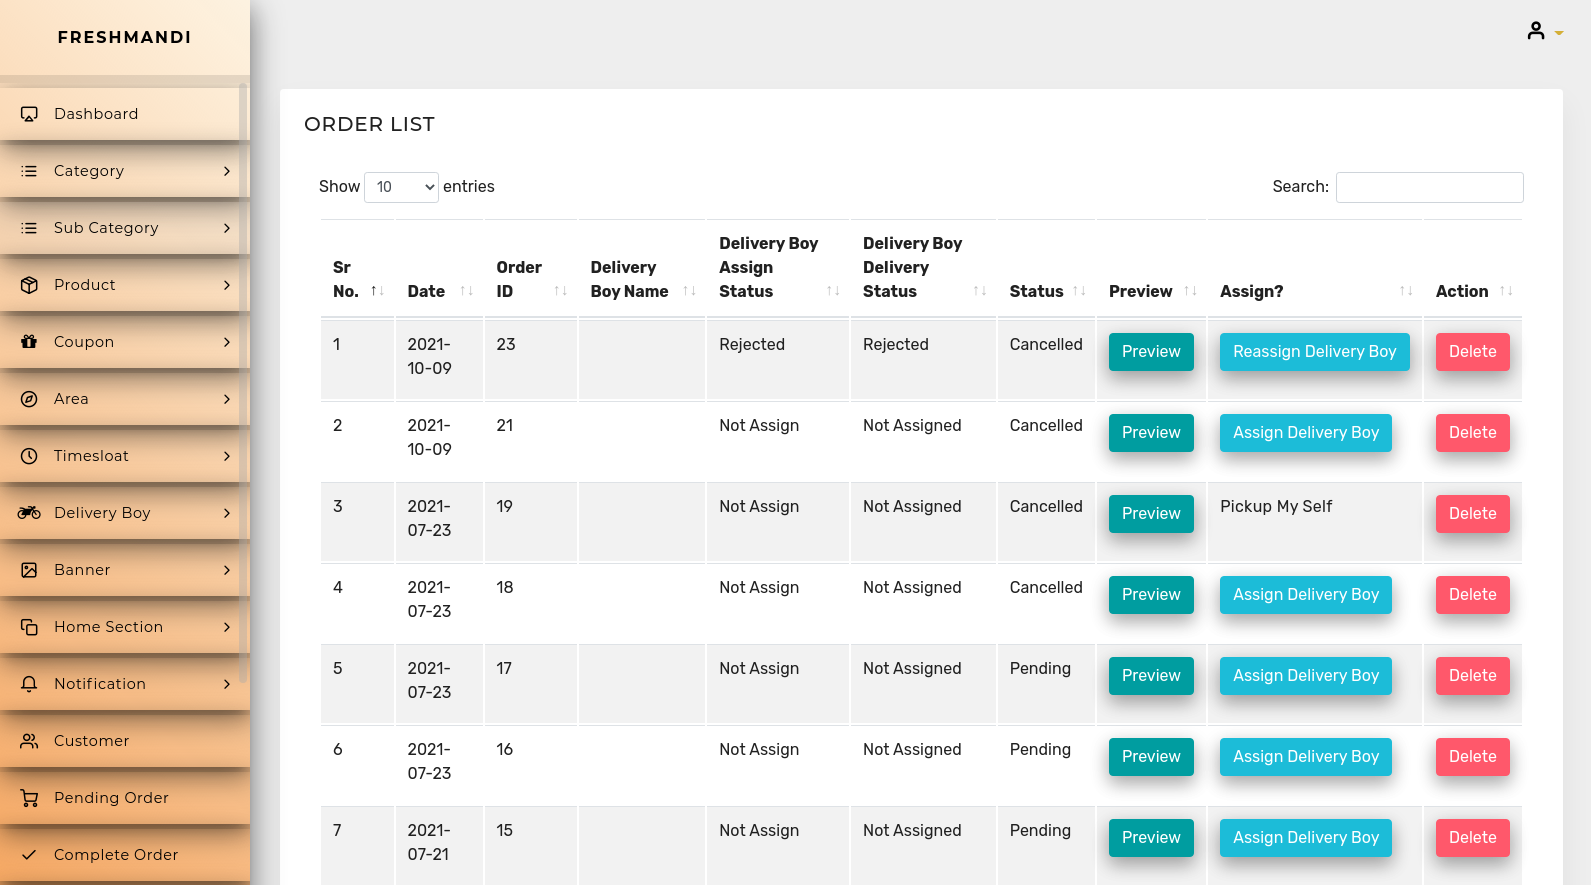 FRESHMANDI
Dashboard
Category
Sub Category
Product
Coupon
Area
Timesloat
Delivery Boy
Banner
Home Section
Notification
Customer
Pending Order
Complete Order
ORDER LIST
Show 10 entries
Search:
Sr No. Date Order ID Delivery Boy Name Delivery Boy Assign Status Delivery Boy Delivery Status Status Preview Assign? Action
1 2021-10-09 23 Rejected Rejected Cancelled Preview Reassign Delivery Boy Delete
2 2021-10-09 21 Not Assign Not Assigned Cancelled Preview Assign Delivery Boy Delete
3 2021-07-23 19 Not Assign Not Assigned Cancelled Preview Pickup My Self Delete
4 2021-07-23 18 Not Assign Not Assigned Cancelled Preview Assign Delivery Boy Delete
5 2021-07-23 17 Not Assign Not Assigned Pending Preview Assign Delivery Boy Delete
6 2021-07-23 16 Not Assign Not Assigned Pending Preview Assign Delivery Boy Delete
7 2021-07-21 15 Not Assign Not Assigned Pending Preview Assign Delivery Boy Delete